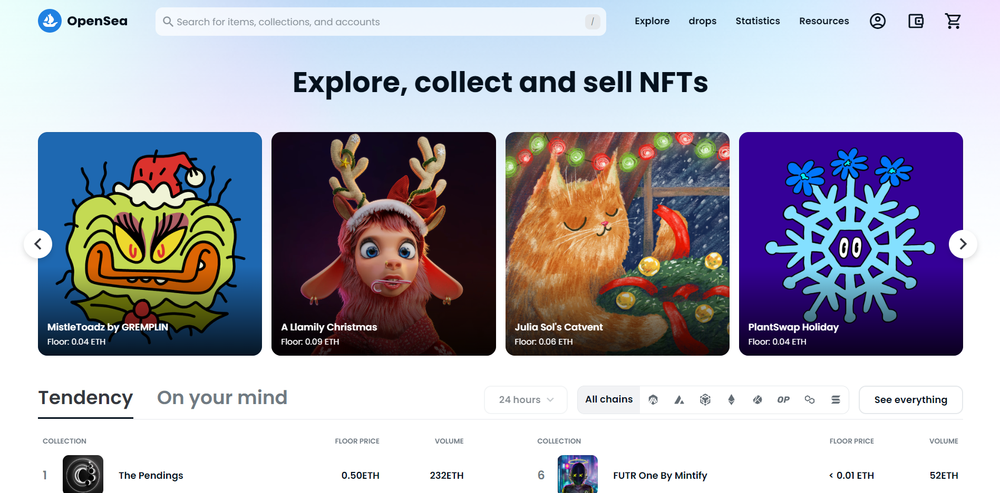 OpenSea
Search for items, collections, and accounts
/
Explore
drops
Statistics
Resources
Explore, collect and sell NFTs
MistleToadz by GREMPLIN
Floor: 0.04 ETH
A Llamily Christmas
Floor: 0.09 ETH
Julia Sol's Catvent
Floor: 0.06 ETH
PlantSwap Holiday
Floor: 0.04 ETH
Tendency
On your mind
24 hours
All chains
OP
See everything
COLLECTION FLOOR PRICE VOLUME
COLLECTION FLOOR PRICE VOLUME
1 The Pendings 0.50ETH 232ETH
6 FUTR One By Mintify < 0.01 ETH 52ETH